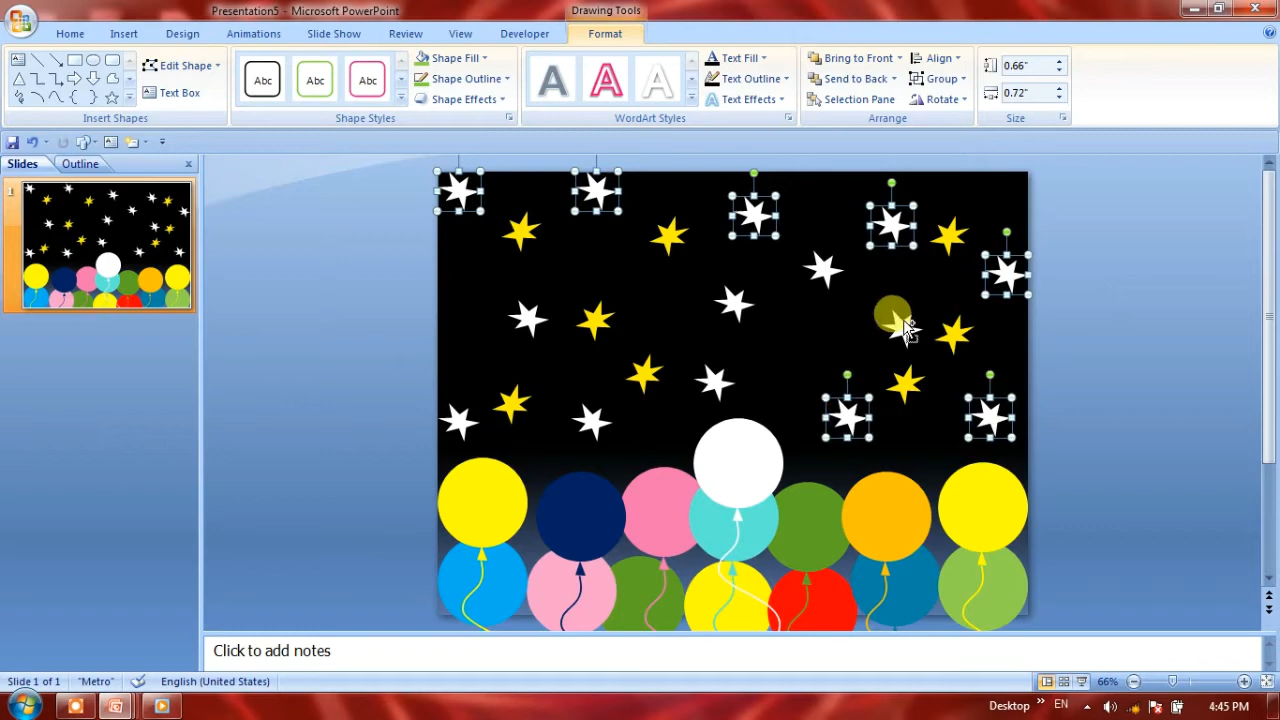 Presentation5 - Microsoft PowerPoint
Drawing Tools
Home Insert Design Animations Slide Show Review View Developer Format
Edit Shape
Text Box
Insert Shapes
Abc Abc Abc
Shape Fill
Shape Outline
Shape Effects
Shape Styles
A A A
Text Fill
Text Outline
Text Effects
WordArt Styles
Bring to Front
Send to Back
Selection Pane
Align
Group
Rotate
Arrange
0.66"
0.72"
Size
Slides Outline
1
Click to add notes
Slide 1 of 1 "Metro" English (United States) 66%
Desktop » EN 4:45 PM